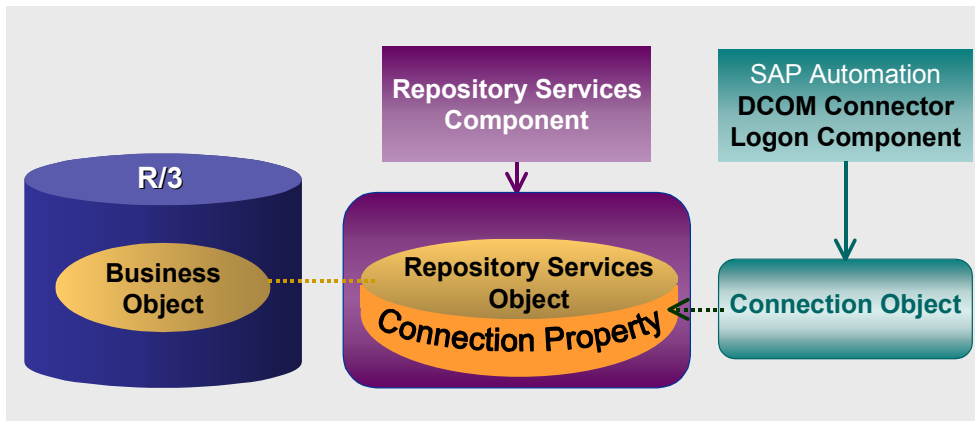 R/3
Business
Object
Repository Services
Component
Repository Services
Object
Connection Property
SAP Automation
DCOM Connector
Logon Component
Connection Object